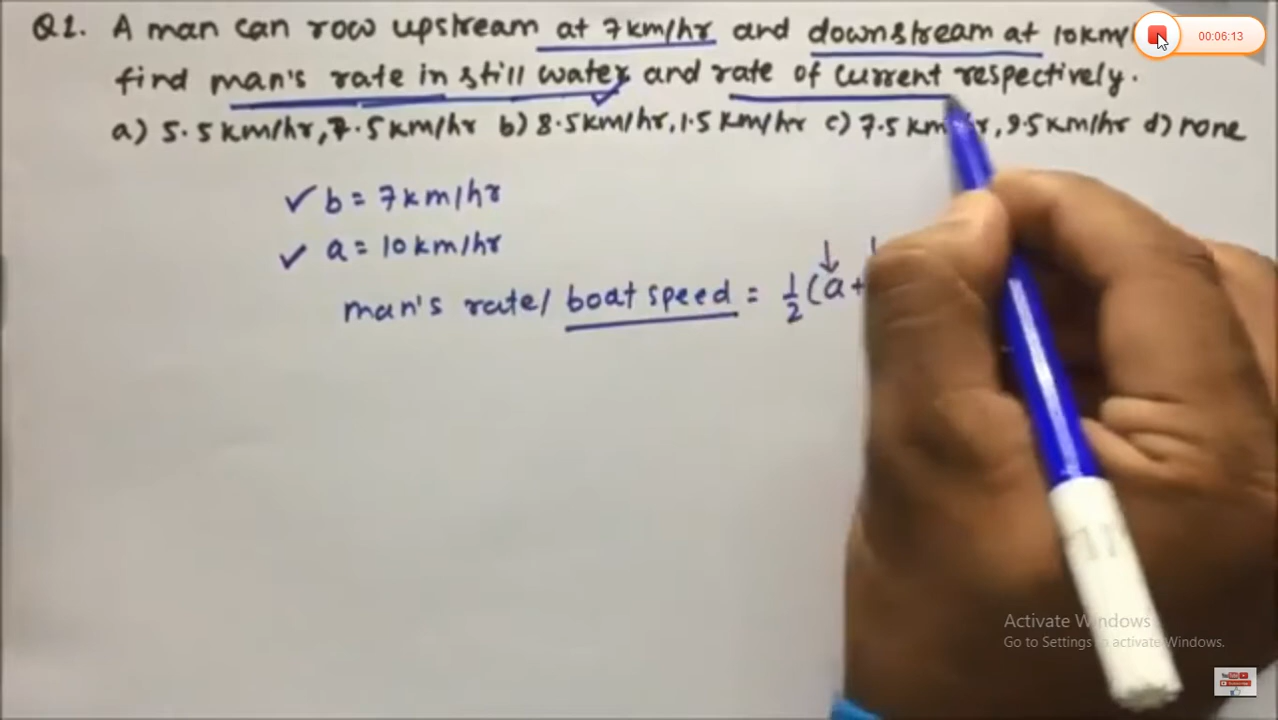 Q1. A man can row upstream at 7km/hr and downstream at 10km/
find man's rate in still water and rate of current respectively.
a) 5.5km/hr, 7.5km/hr b) 8.5km/hr, 1.5km/hr c) 7.5km/hr, 9.5km/hr d) none
✓ b = 7km/hr
✓ a = 10km/hr
man's rate/ boat speed = 1/2 (a+
00:06:13
Activate Windows
Go to Settings to activate Windows.